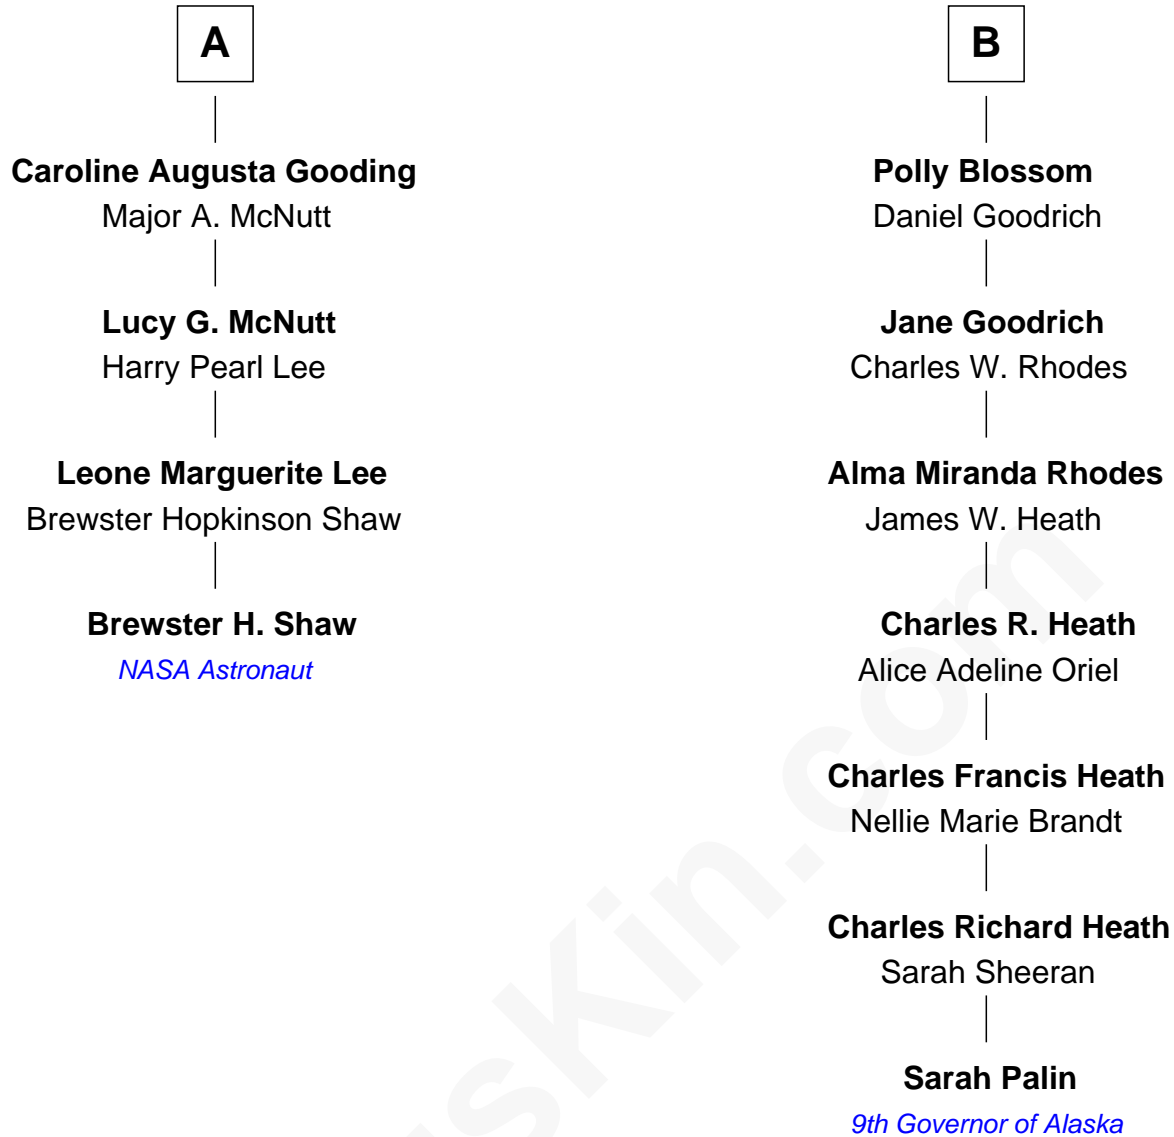 A
Caroline Augusta Gooding
Major A. McNutt
Lucy G. McNutt
Harry Pearl Lee
Leone Marguerite Lee
Brewster Hopkinson Shaw
Brewster H. Shaw
NASA Astronaut
B
Polly Blossom
Daniel Goodrich
Jane Goodrich
Charles W. Rhodes
Alma Miranda Rhodes
James W. Heath
Charles R. Heath
Alice Adeline Oriel
Charles Francis Heath
Nellie Marie Brandt
Charles Richard Heath
Sarah Sheeran
Sarah Palin
9th Governor of Alaska